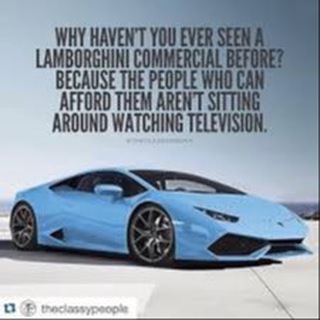 WHY HAVEN'T YOU EVER SEEN A
LAMBORGHINI COMMERCIAL BEFORE?
BECAUSE THE PEOPLE WHO CAN
AFFORD THEM AREN'T SITTING
AROUND WATCHING TELEVISION.
theclassypeople